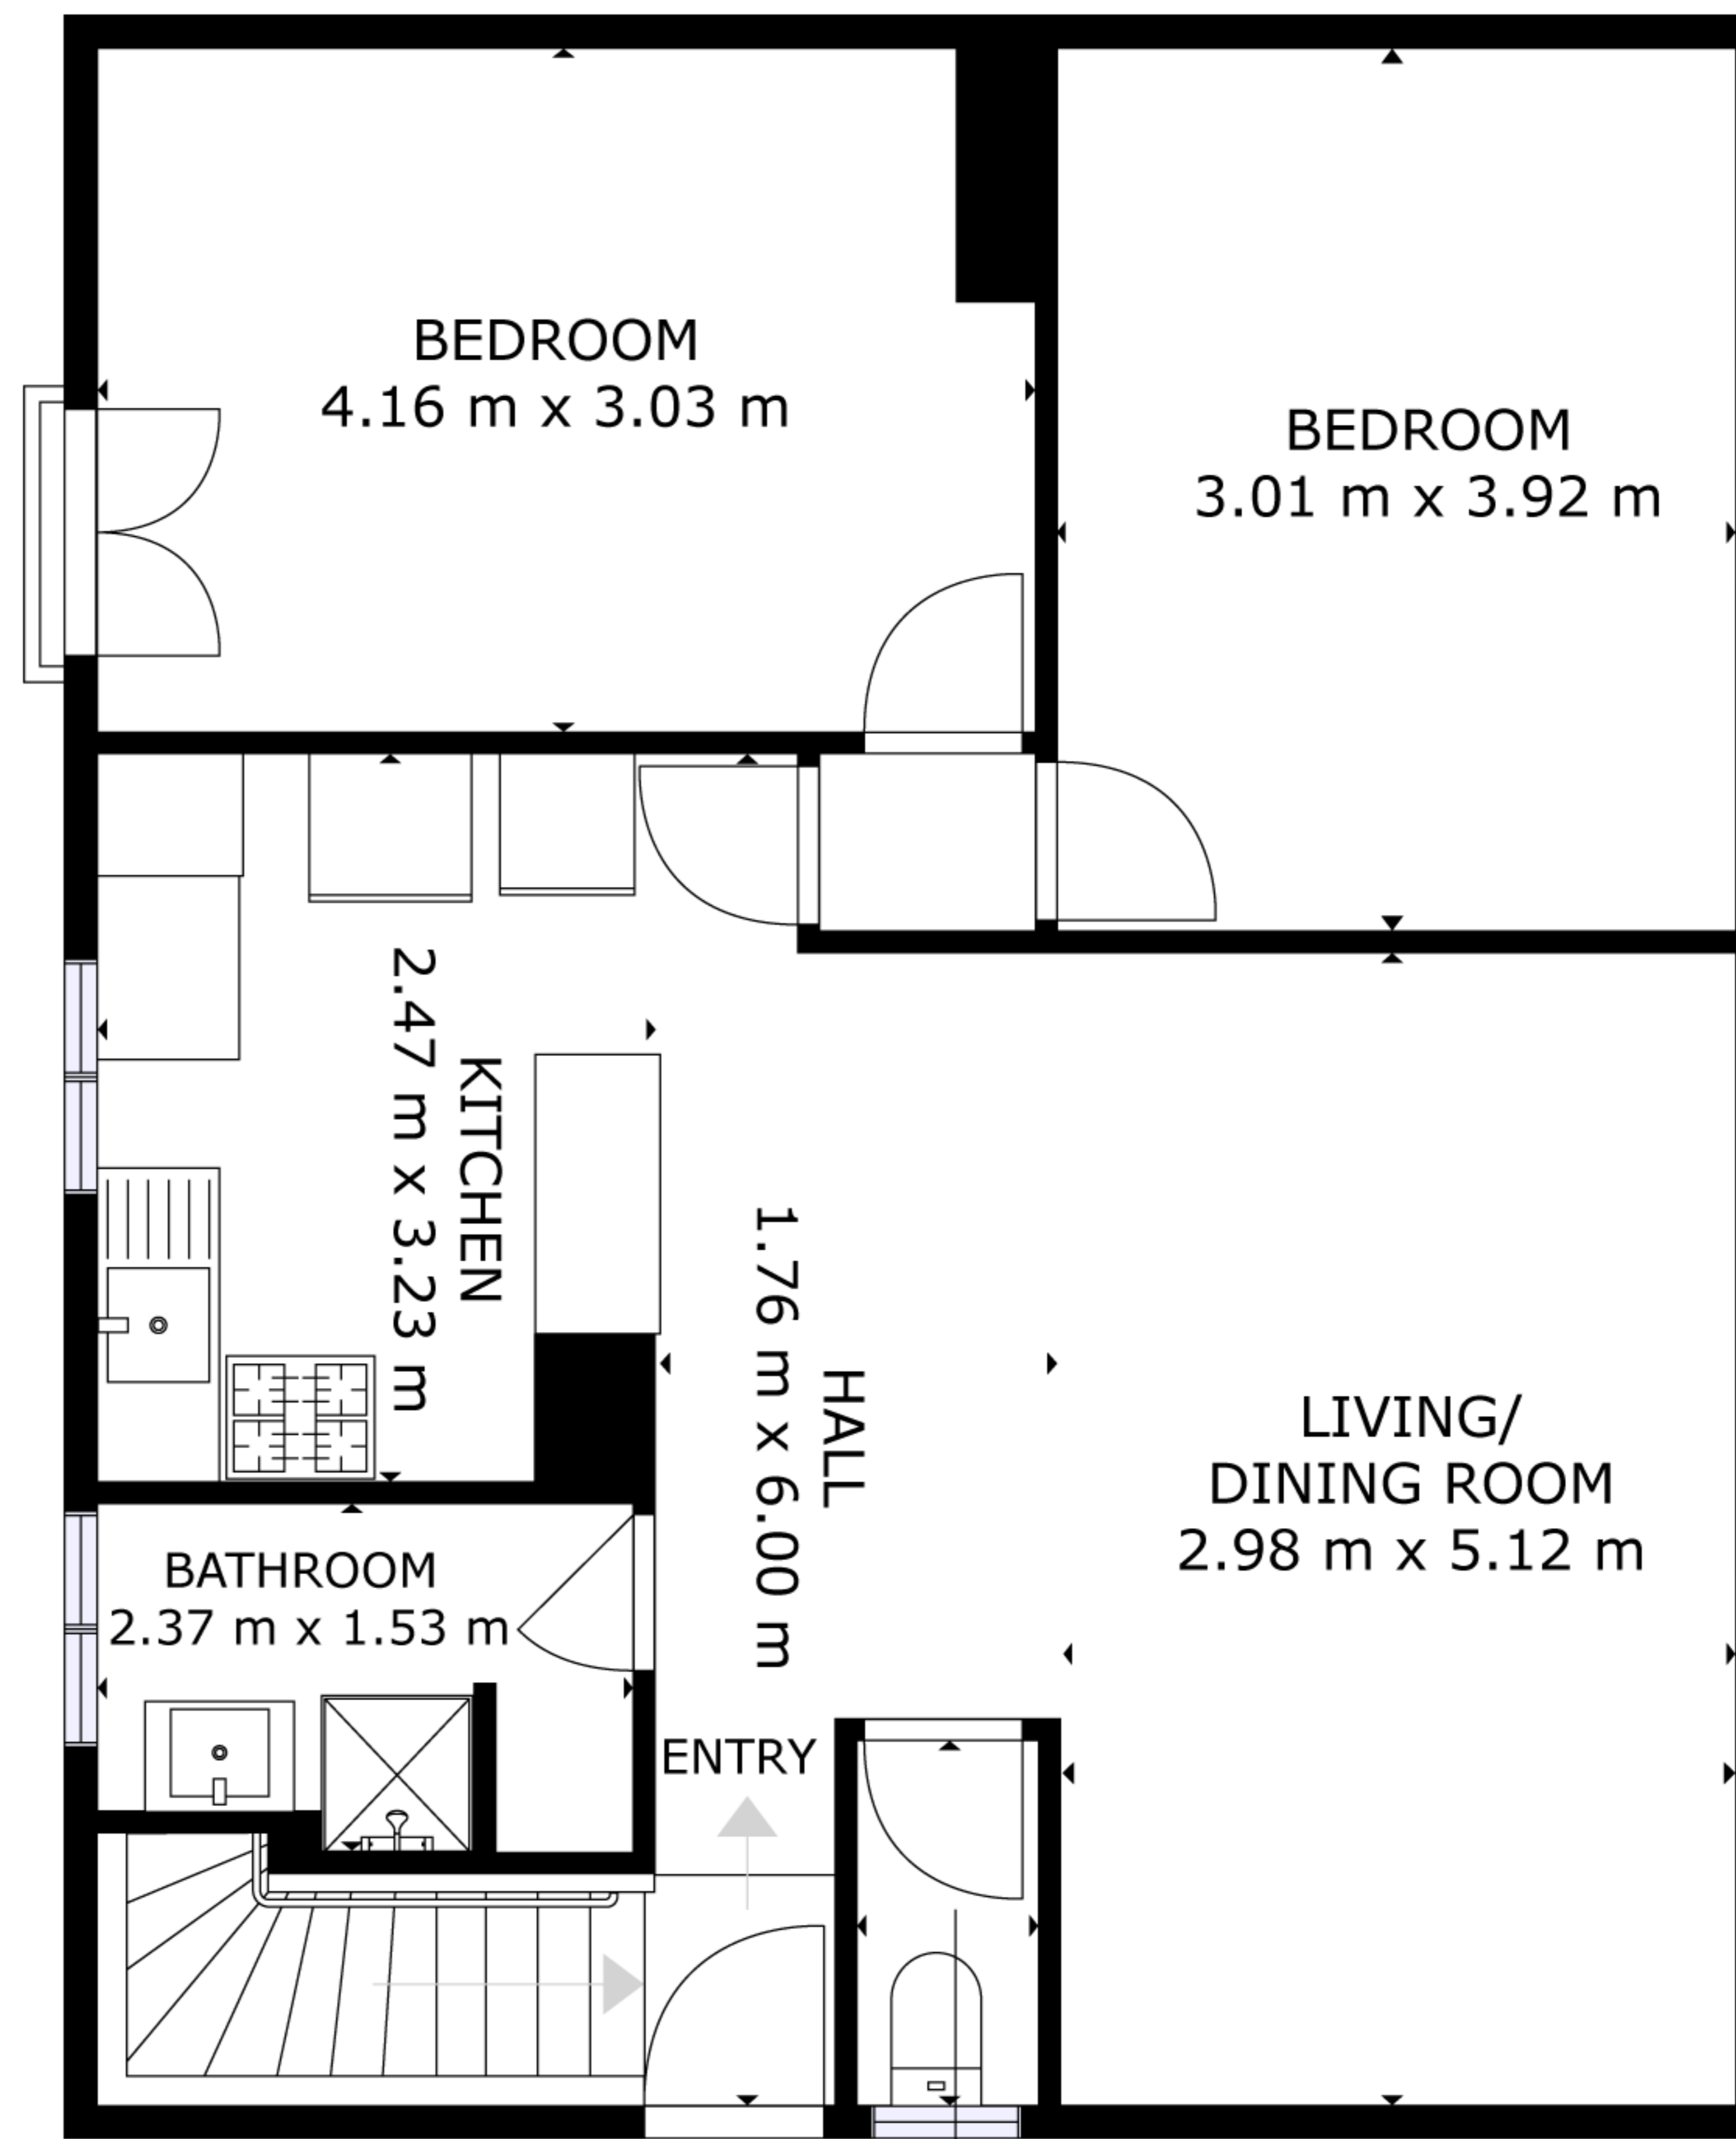 BEDROOM
4.16 m x 3.03 m
BEDROOM
3.01 m x 3.92 m
KITCHEN
2.47 m x 3.23 m
HALL
1.76 m x 6.00 m
LIVING/
DINING ROOM
2.98 m x 5.12 m
BATHROOM
2.37 m x 1.53 m
ENTRY